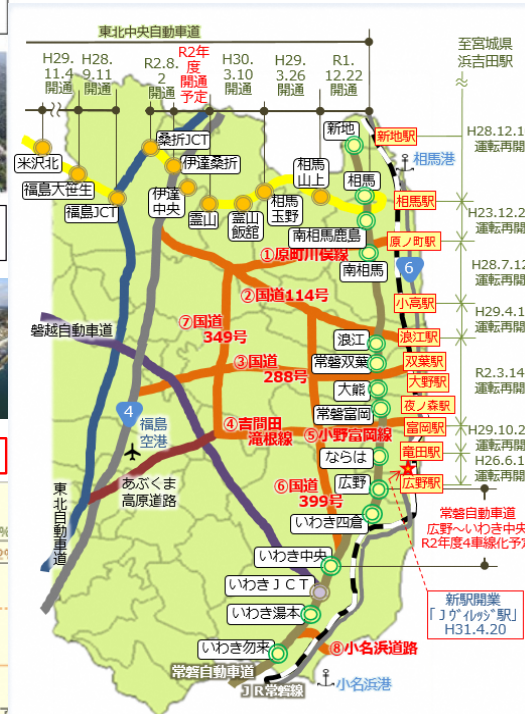 東北中央自動車道
H29.
11.4
開通
H28.
9.11
開通
R2.8.
2
開通
R2年
度
開通
予定
H30.
3.10
開通
H29.
3.26
開通
R1.
12.22
開通
至宮城県
浜吉田駅
米沢北
福島大笹生
福島JCT
桑折JCT
伊達桑折
伊達
中央
霊山
霊山
飯舘
相馬
玉野
相馬
山上
新地
相馬
南相馬鹿島
南相馬
新地駅
相馬港
相馬駅
原ノ町駅
6
小高駅
浪江駅
双葉駅
大野駅
夜ノ森駅
富岡駅
竜田駅
広野駅
H28.12.1
運転再開
H23.12.2
運転再開
H28.7.12
運転再開
H29.4.1
運転再開
R2.3.14
運転再開
H29.10.2
運転再開
H26.6.1
運転再開
①原町川俣線
②国道114号
⑦国道
349号
③国道
288号
④吉間田
滝根線
⑤小野富岡線
⑥国道
399号
⑧小名浜道路
磐越自動車道
4
福島
空港
あぶくま
高原道路
東北自動車道
浪江
常磐双葉
大熊
常磐富岡
ならは
広野
いわき四倉
いわき中央
いわきJCT
いわき湯本
いわき勿来
常磐自動車道
JR常磐線
小名浜港
常磐自動車道
広野~いわき中央
R2年度4車線化予定
新駅開業
「Jヴィレッジ駅」
H31.4.20